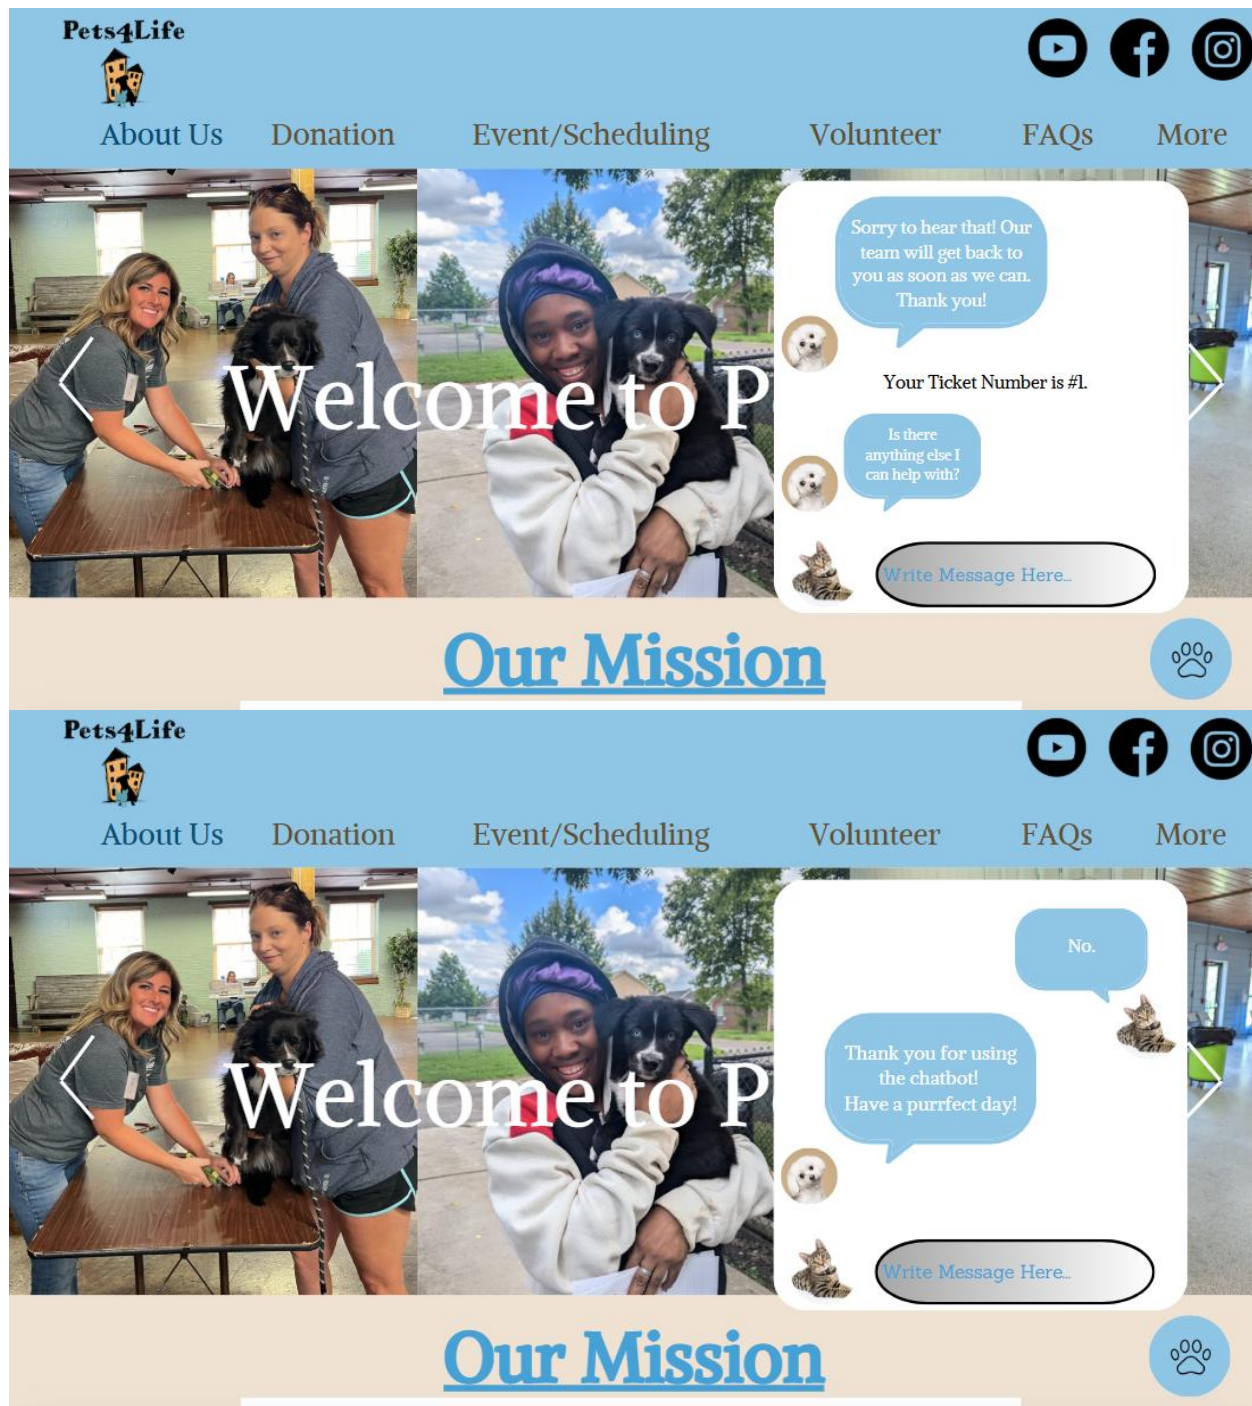 Pets4Life
About Us Donation Event/Scheduling Volunteer FAQs More
Sorry to hear that! Our
team will get back to
you as soon as we can.
Thank you!
Welcome to P
Your Ticket Number is #1.
Is there
anything else I
can help with?
Write Message Here...
Our Mission
Pets4Life
About Us Donation Event/Scheduling Volunteer FAQs More
No.
Thank you for using
the chatbot!
Have a purrfect day!
Welcome to P
Write Message Here...
Our Mission